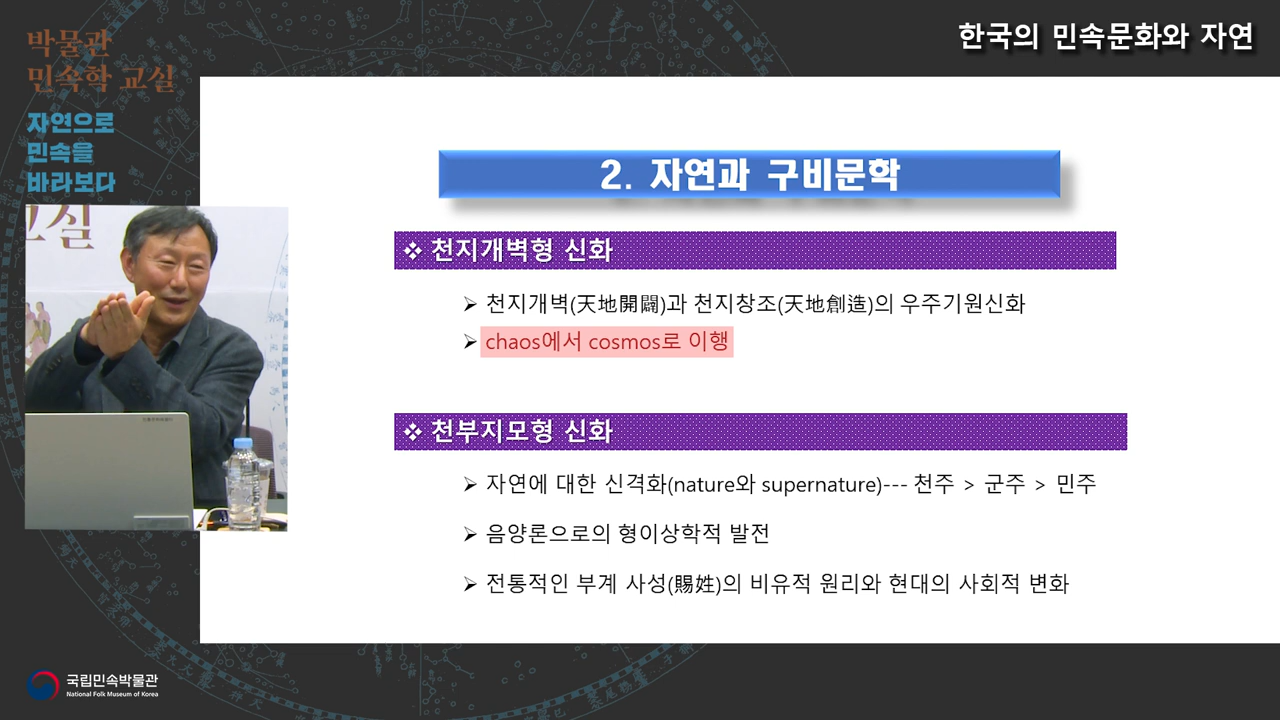 박물관
민속학 교실
자연으로
민속을
바라보다
한국의 민속문화와 자연
2. 자연과 구비문학
❖ 천지개벽형 신화
➢ 천지개벽(天地開闢)과 천지창조(天地創造)의 우주기원신화
➢ chaos에서 cosmos로 이행
❖ 천부지모형 신화
➢ 자연에 대한 신격화(nature와 supernature)--- 천주 > 군주 > 민주
➢ 음양론으로의 형이상학적 발전
➢ 전통적인 부계 사성(賜姓)의 비유적 원리와 현대의 사회적 변화
교실
국립민속박물관
National Folk Museum of Korea